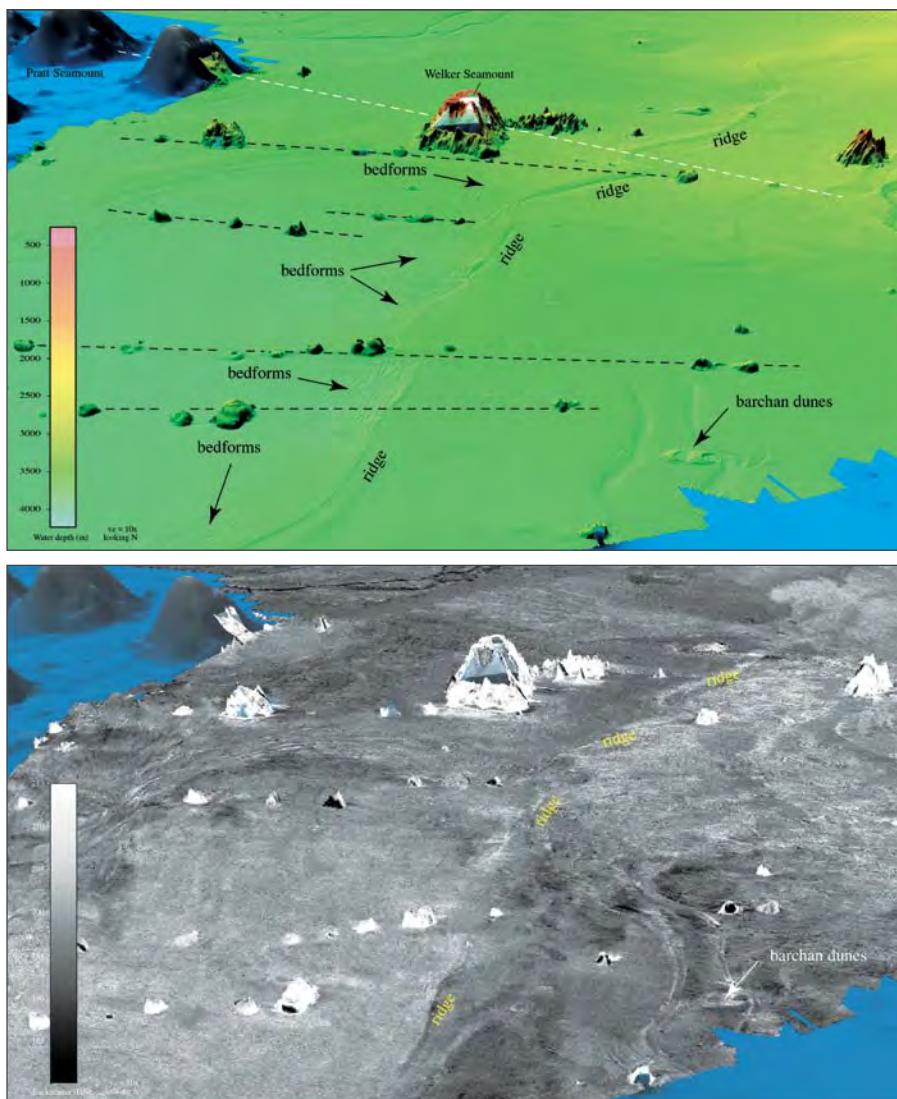 Pratt Seamount
Welker Seamount
ridge
bedforms
ridge
ridge
bedforms
500
1000
1500
2000
2500
3000
3500
4000
bedforms
barchan dunes
bedforms
ridge
Water depth (m)
ve = 10x
looking N
ridge
ridge
ridge
barchan dunes
ridge